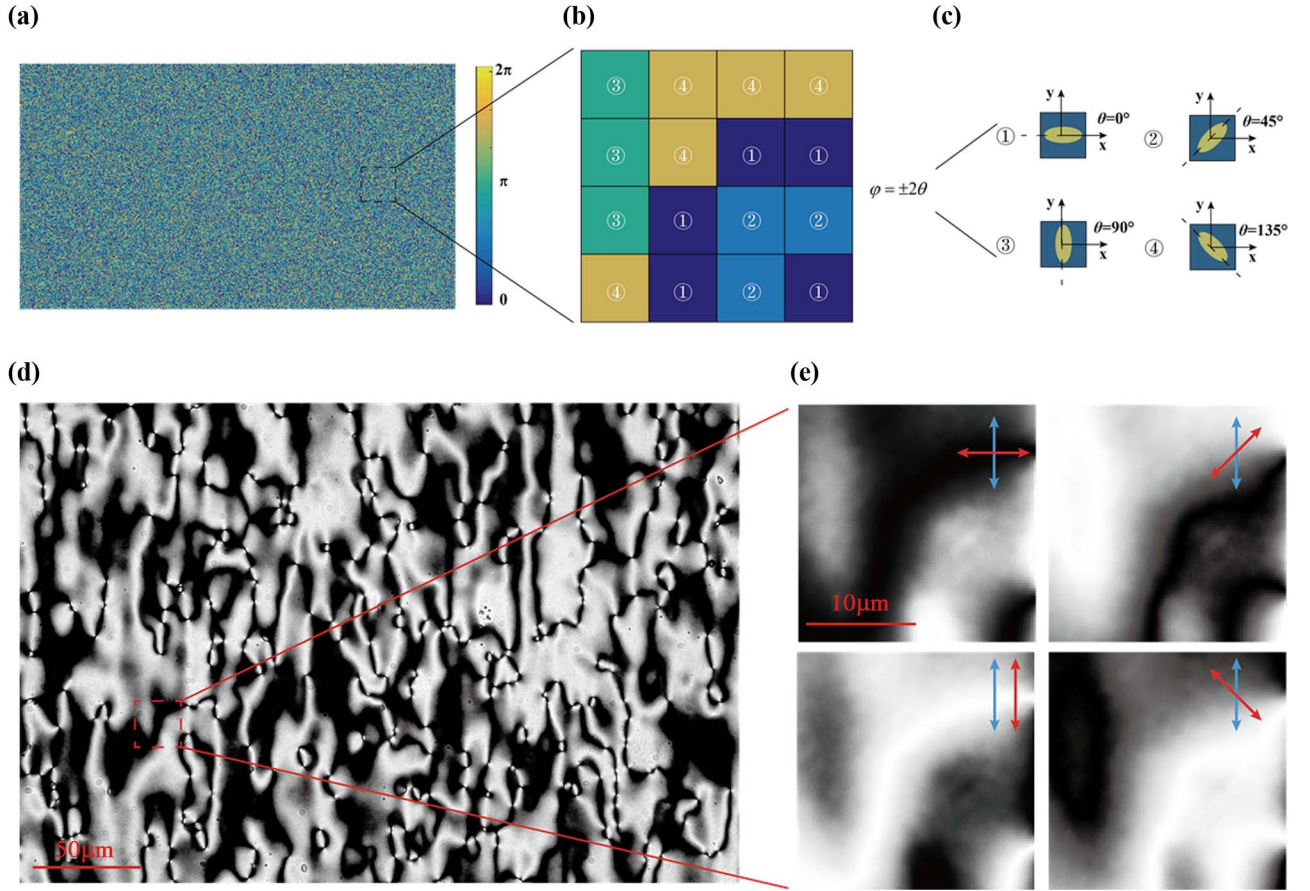 (a)
(b)
(c)
2π
π
0
③ ④ ④ ④
③ ④ ① ①
③ ① ② ②
④ ① ② ①
φ = ±2θ
① y θ=0° x
② y θ=45° x
③ y θ=90° x
④ y θ=135° x
(d)
(e)
50μm
10μm